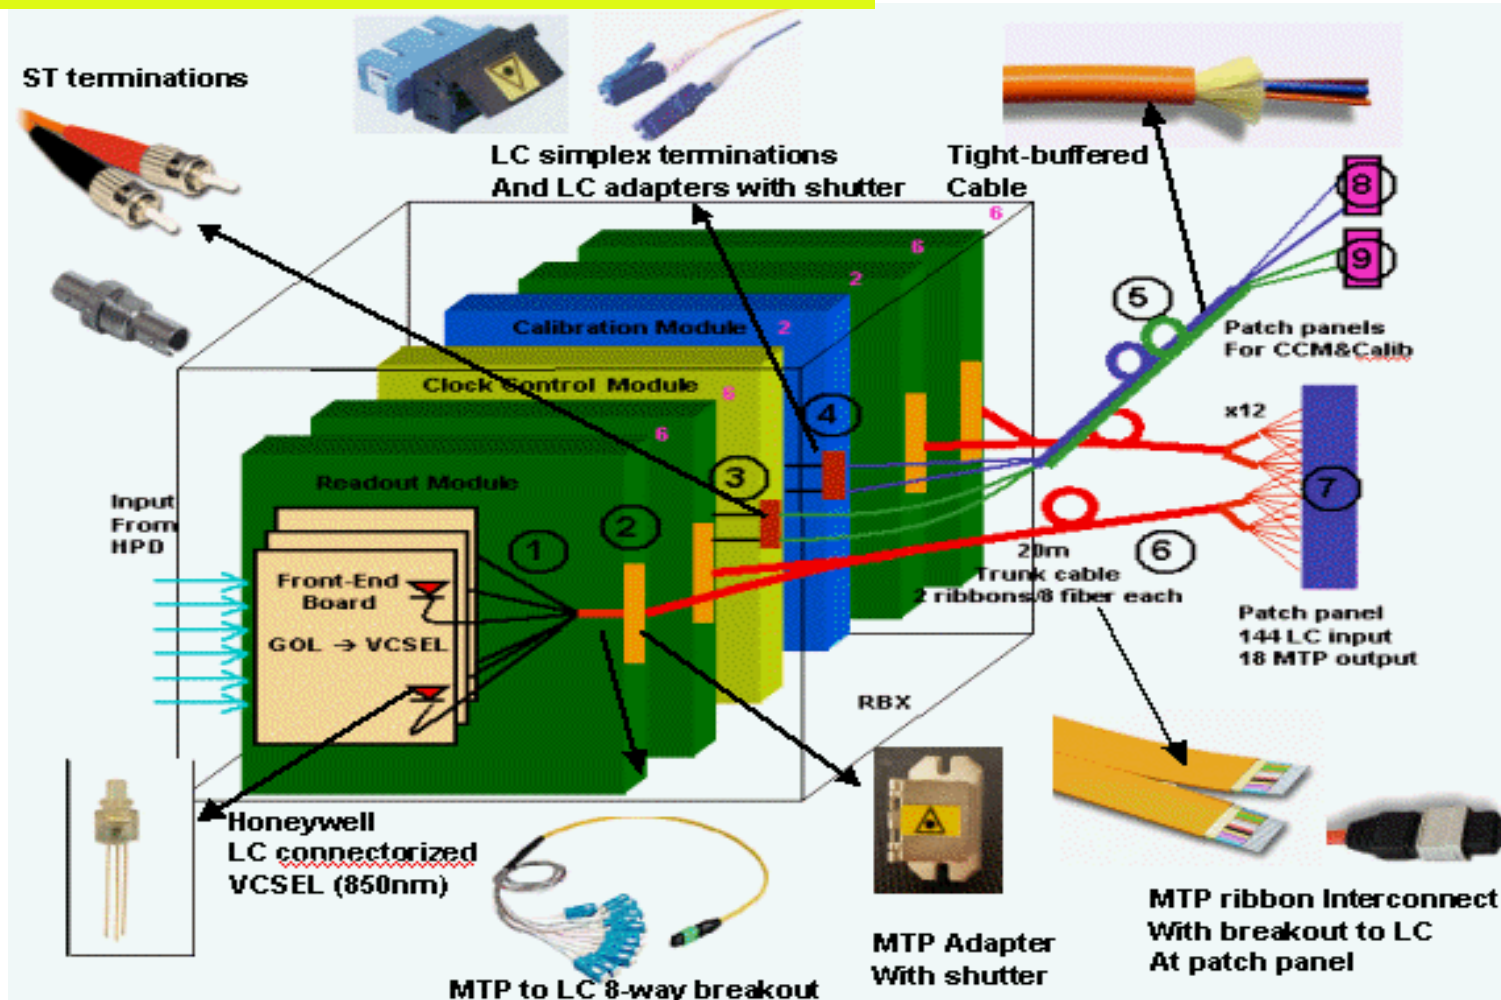 ST terminations
LC simplex terminations
And LC adapters with shutter
Tight-buffered
Cable
6
6
2
2
6
6
8
9
5
Patch panels
For CCM&Calib
Calibration Module
Clock Control Module
4
x12
3
Readout Module
7
Input
From
HPD
2
1
6
20m
Trunk cable
2 ribbons/8 fiber each
Front-End
Board
GOL → VCSEL
Patch panel
144 LC input
18 MTP output
RBX
Honeywell
LC connectorized
VCSEL (850nm)
MTP to LC 8-way breakout
MTP Adapter
With shutter
MTP ribbon Interconnect
With breakout to LC
At patch panel